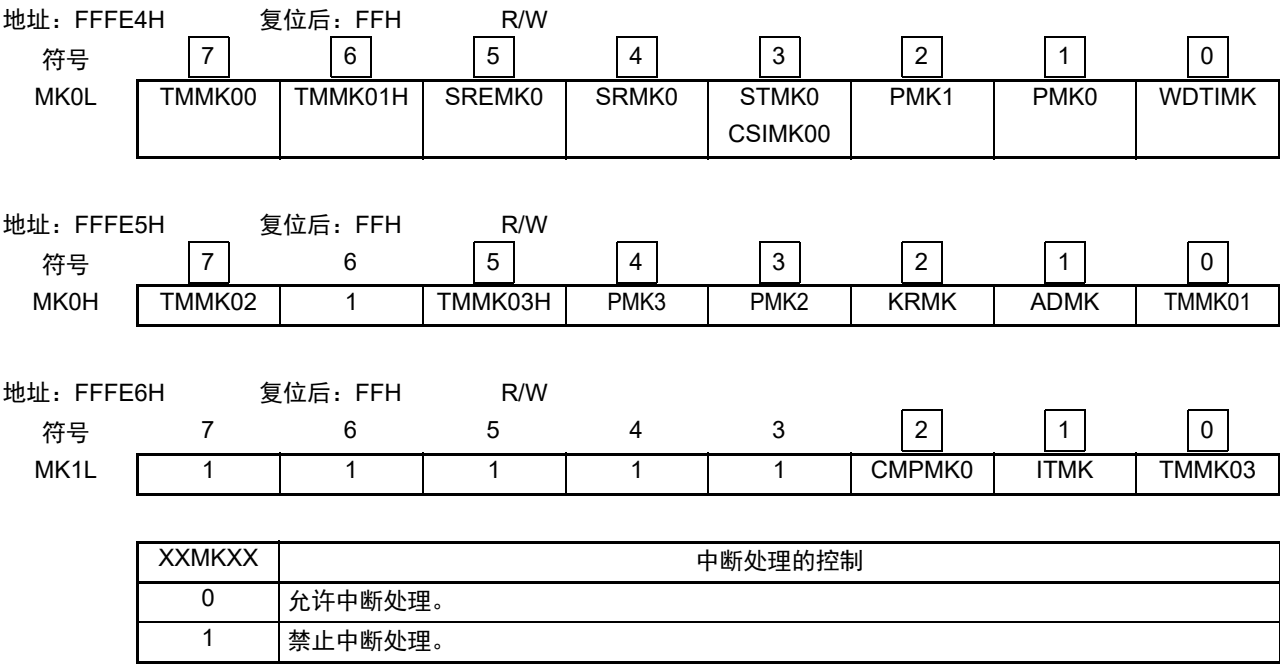 地址：FFFE4H 复位后：FFH R/W
符号 7 6 5 4 3 2 1 0
MK0L TMMK00 TMMK01H SREMK0 SRMK0 STMK0 PMK1 PMK0 WDTIMK
CSIMK00
地址：FFFE5H 复位后：FFH R/W
符号 7 6 5 4 3 2 1 0
MK0H TMMK02 1 TMMK03H PMK3 PMK2 KRMK ADMK TMMK01
地址：FFFE6H 复位后：FFH R/W
符号 7 6 5 4 3 2 1 0
MK1L 1 1 1 1 1 CMPMK0 ITMK TMMK03
XXMKXX 中断处理的控制
0 允许中断处理。
1 禁止中断处理。